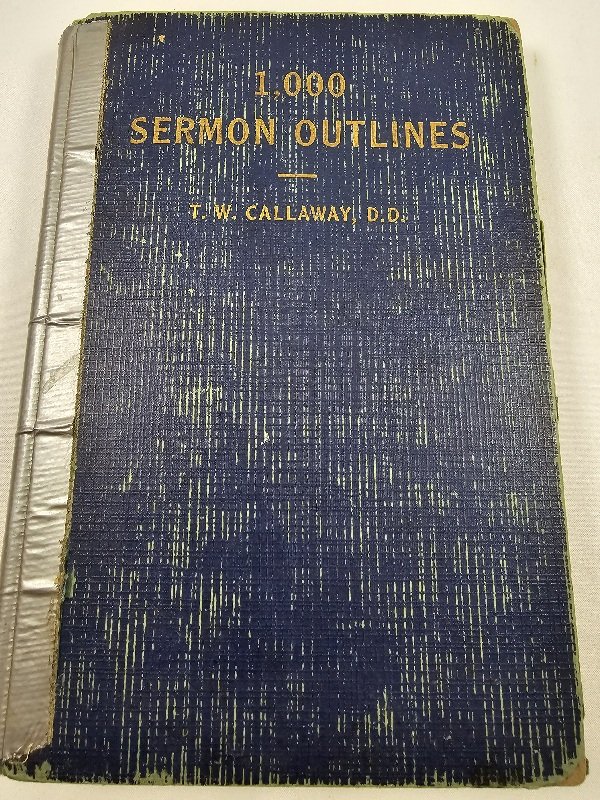 1,000
SERMON OUTLINES
T. W. CALLAWAY, D.D.